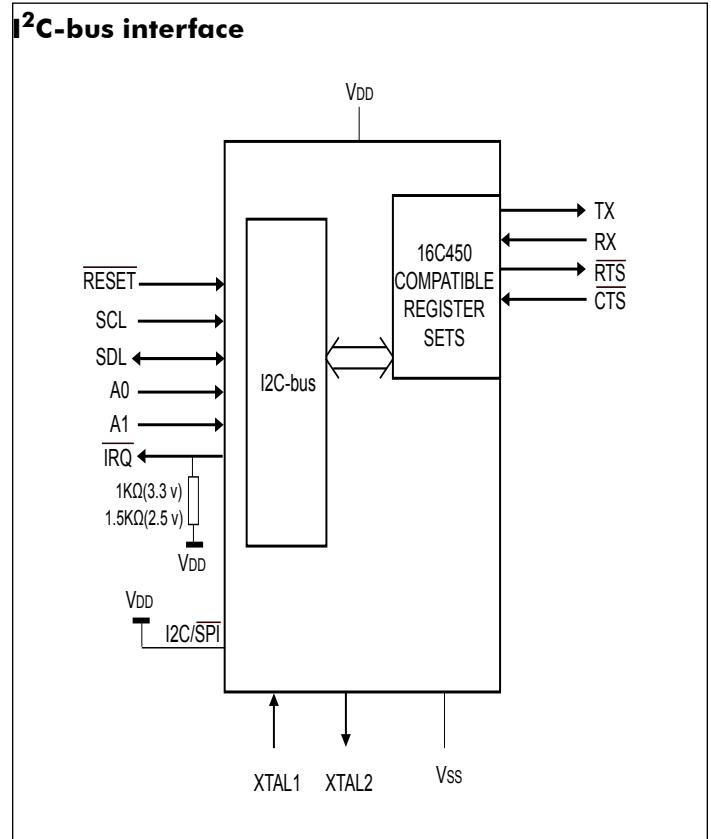 I²C-bus interface
VDD
16C450
COMPATIBLE
REGISTER
SETS
TX
RX
RTS
CTS
RESET
SCL
SDL
A0
A1
IRQ
I2C-bus
1KΩ(3.3 v)
1.5KΩ(2.5 v)
VDD
VDD
I2C/SPI
XTAL1
XTAL2
VSS